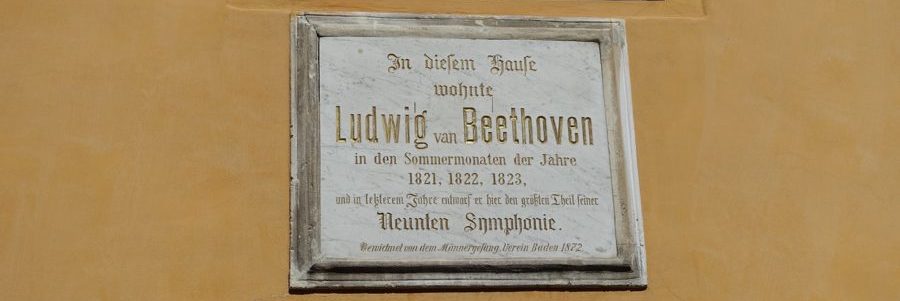 In diesem Hause
wohnte
Ludwig van Beethoven
in den Sommermonaten der Jahre
1821, 1822, 1823,
und in letzterem Jahre entwarf er hier den größten Theil seiner
Neunten Symphonie.
Gewidmet von dem Männergesang. Verein Baden 1872.